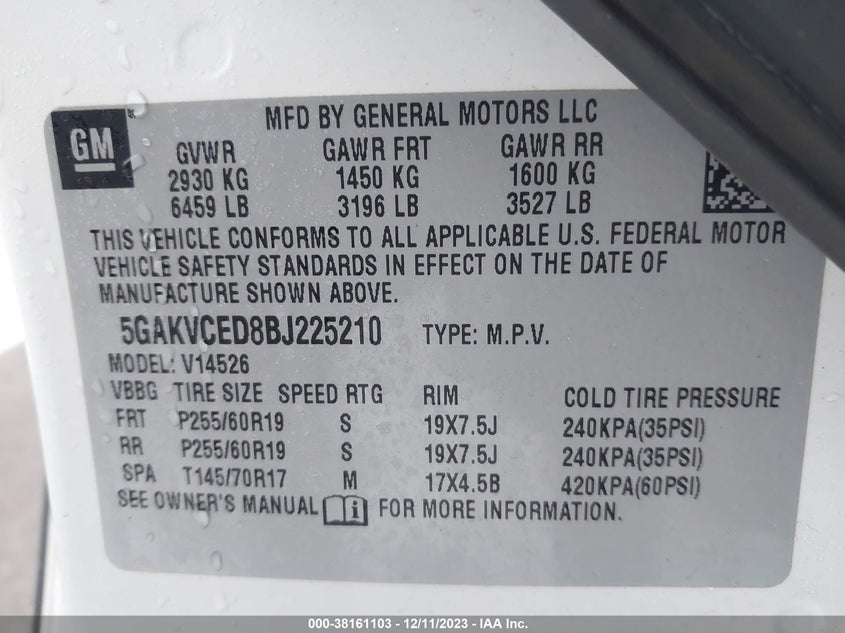 GM
MFD BY GENERAL MOTORS LLC
GVWR GAWR FRT GAWR RR
2930 KG 1450 KG 1600 KG
6459 LB 3196 LB 3527 LB
THIS VEHICLE CONFORMS TO ALL APPLICABLE U.S. FEDERAL MOTOR
VEHICLE SAFETY STANDARDS IN EFFECT ON THE DATE OF
MANUFACTURE SHOWN ABOVE.
5GAKVCED8BJ225210 TYPE: M.P.V.
MODEL: V14526
VBBG TIRE SIZE SPEED RTG RIM COLD TIRE PRESSURE
FRT P255/60R19 S 19X7.5J 240KPA(35PSI)
RR P255/60R19 S 19X7.5J 240KPA(35PSI)
SPA T145/70R17 M 17X4.5B 420KPA(60PSI)
SEE OWNER'S MANUAL FOR MORE INFORMATION.
000-38161103 - 12/11/2023 - IAA Inc.